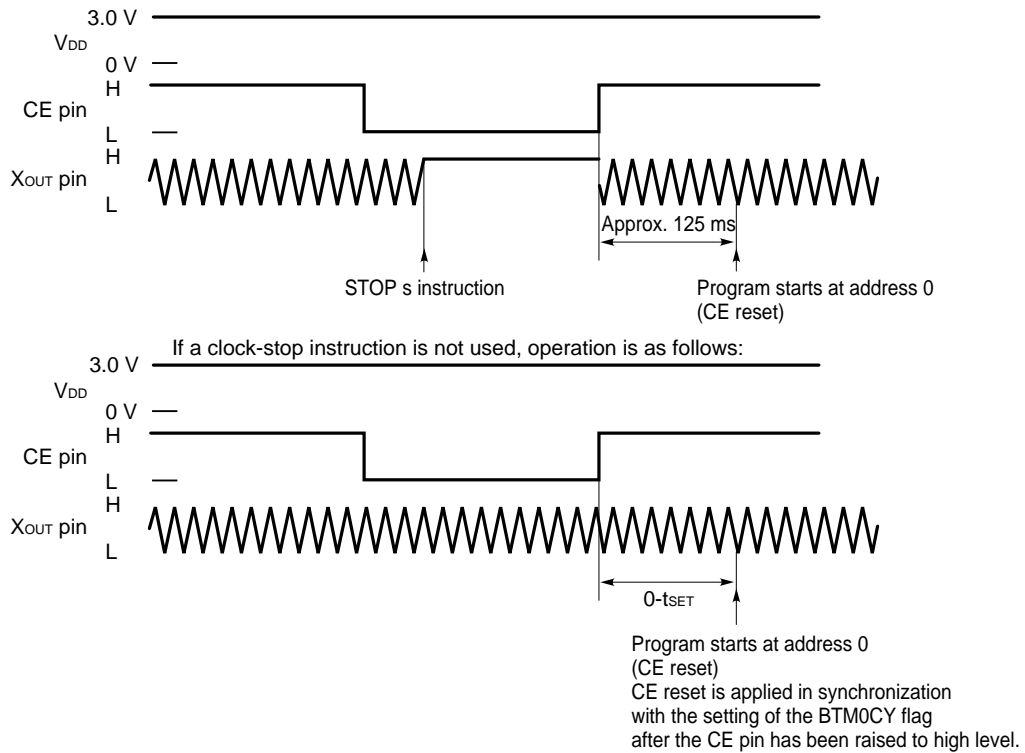 3.0 V
VDD
0 V
H
CE pin
L
H
XOUT pin
L
Approx. 125 ms
STOP s instruction
Program starts at address 0
(CE reset)
If a clock-stop instruction is not used, operation is as follows:
3.0 V
VDD
0 V
H
CE pin
L
H
XOUT pin
L
0-tSET
Program starts at address 0
(CE reset)
CE reset is applied in synchronization
with the setting of the BTM0CY flag
after the CE pin has been raised to high level.